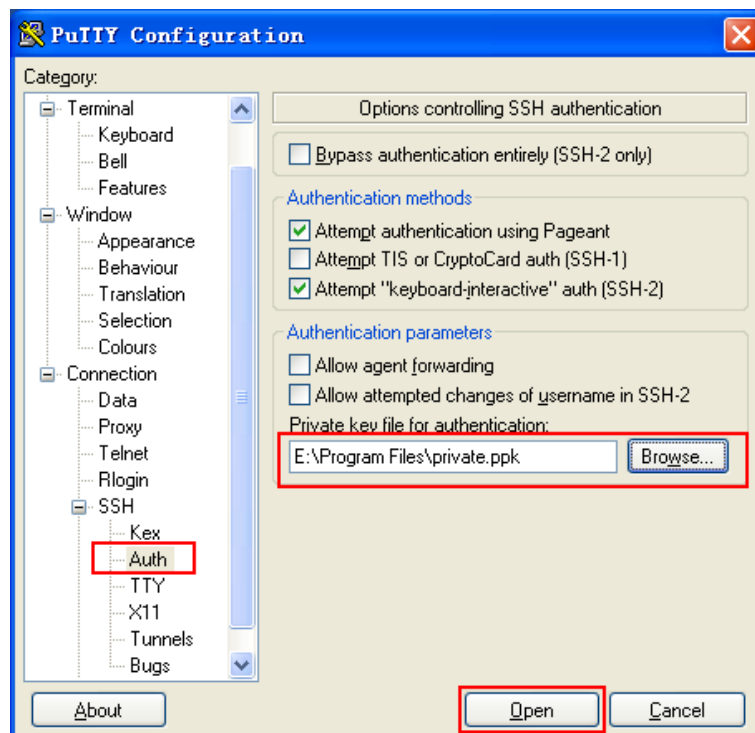 PuTTY Configuration
Category:
Terminal
Keyboard
Bell
Features
Window
Appearance
Behaviour
Translation
Selection
Colours
Connection
Data
Proxy
Telnet
Rlogin
SSH
Kex
Auth
TTY
X11
Tunnels
Bugs
Options controlling SSH authentication
Bypass authentication entirely (SSH-2 only)
Authentication methods
Attempt authentication using Pageant
Attempt TIS or CryptoCard auth (SSH-1)
Attempt "keyboard-interactive" auth (SSH-2)
Authentication parameters
Allow agent forwarding
Allow attempted changes of username in SSH-2
Private key file for authentication:
E:\Program Files\private.ppk
Browse...
About
Open
Cancel